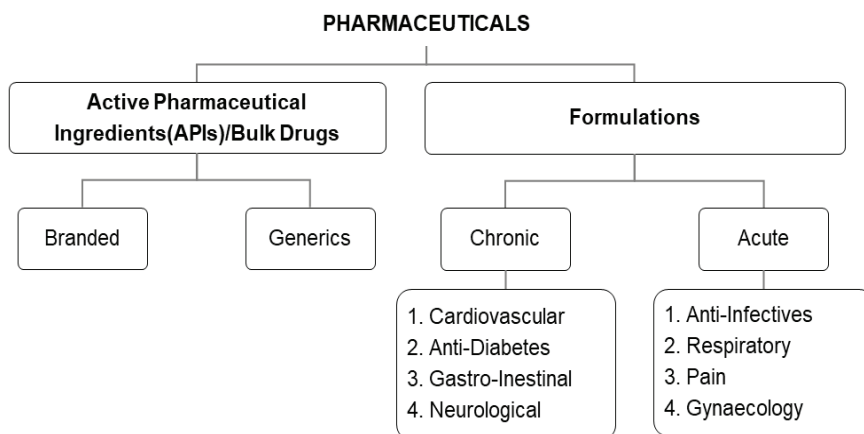 PHARMACEUTICALS
Active Pharmaceutical
Ingredients(APIs)/Bulk Drugs
Formulations
Branded
Generics
Chronic
Acute
1. Cardiovascular
2. Anti-Diabetes
3. Gastro-Inestinal
4. Neurological
1. Anti-Infectives
2. Respiratory
3. Pain
4. Gynaecology